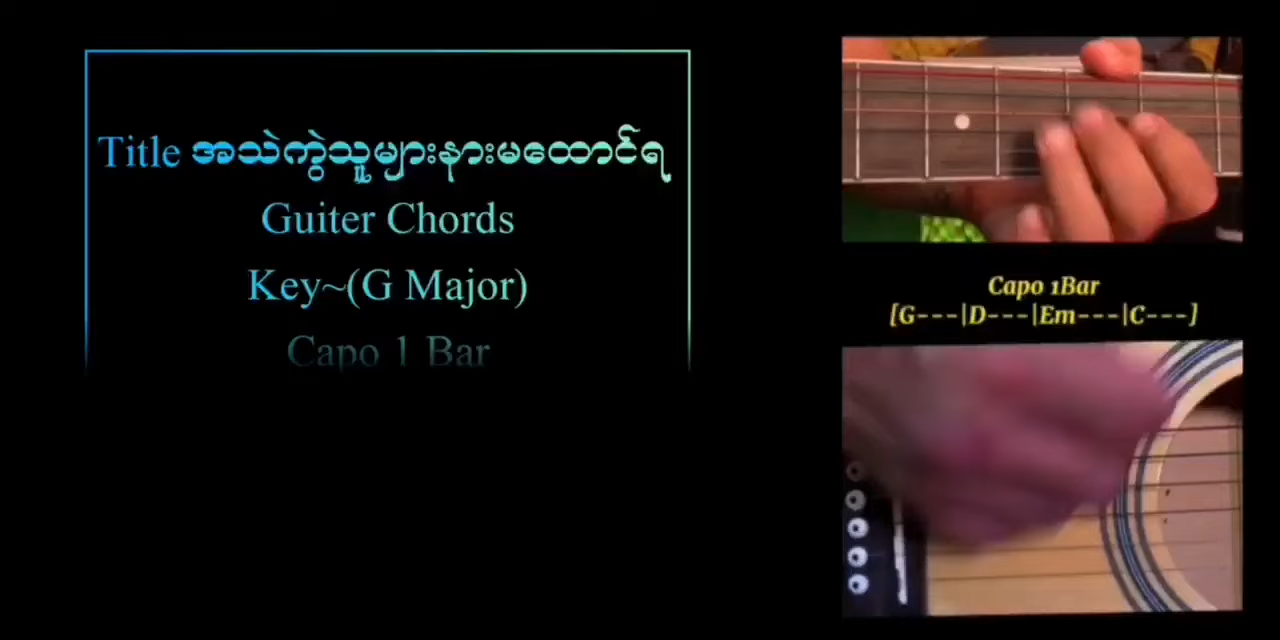 Title အသဲကွဲသူများနားမထောင်ရ
Guiter Chords
Key~(G Major)
Capo 1 Bar
Capo 1Bar
[G---|D---|Em---|C---]